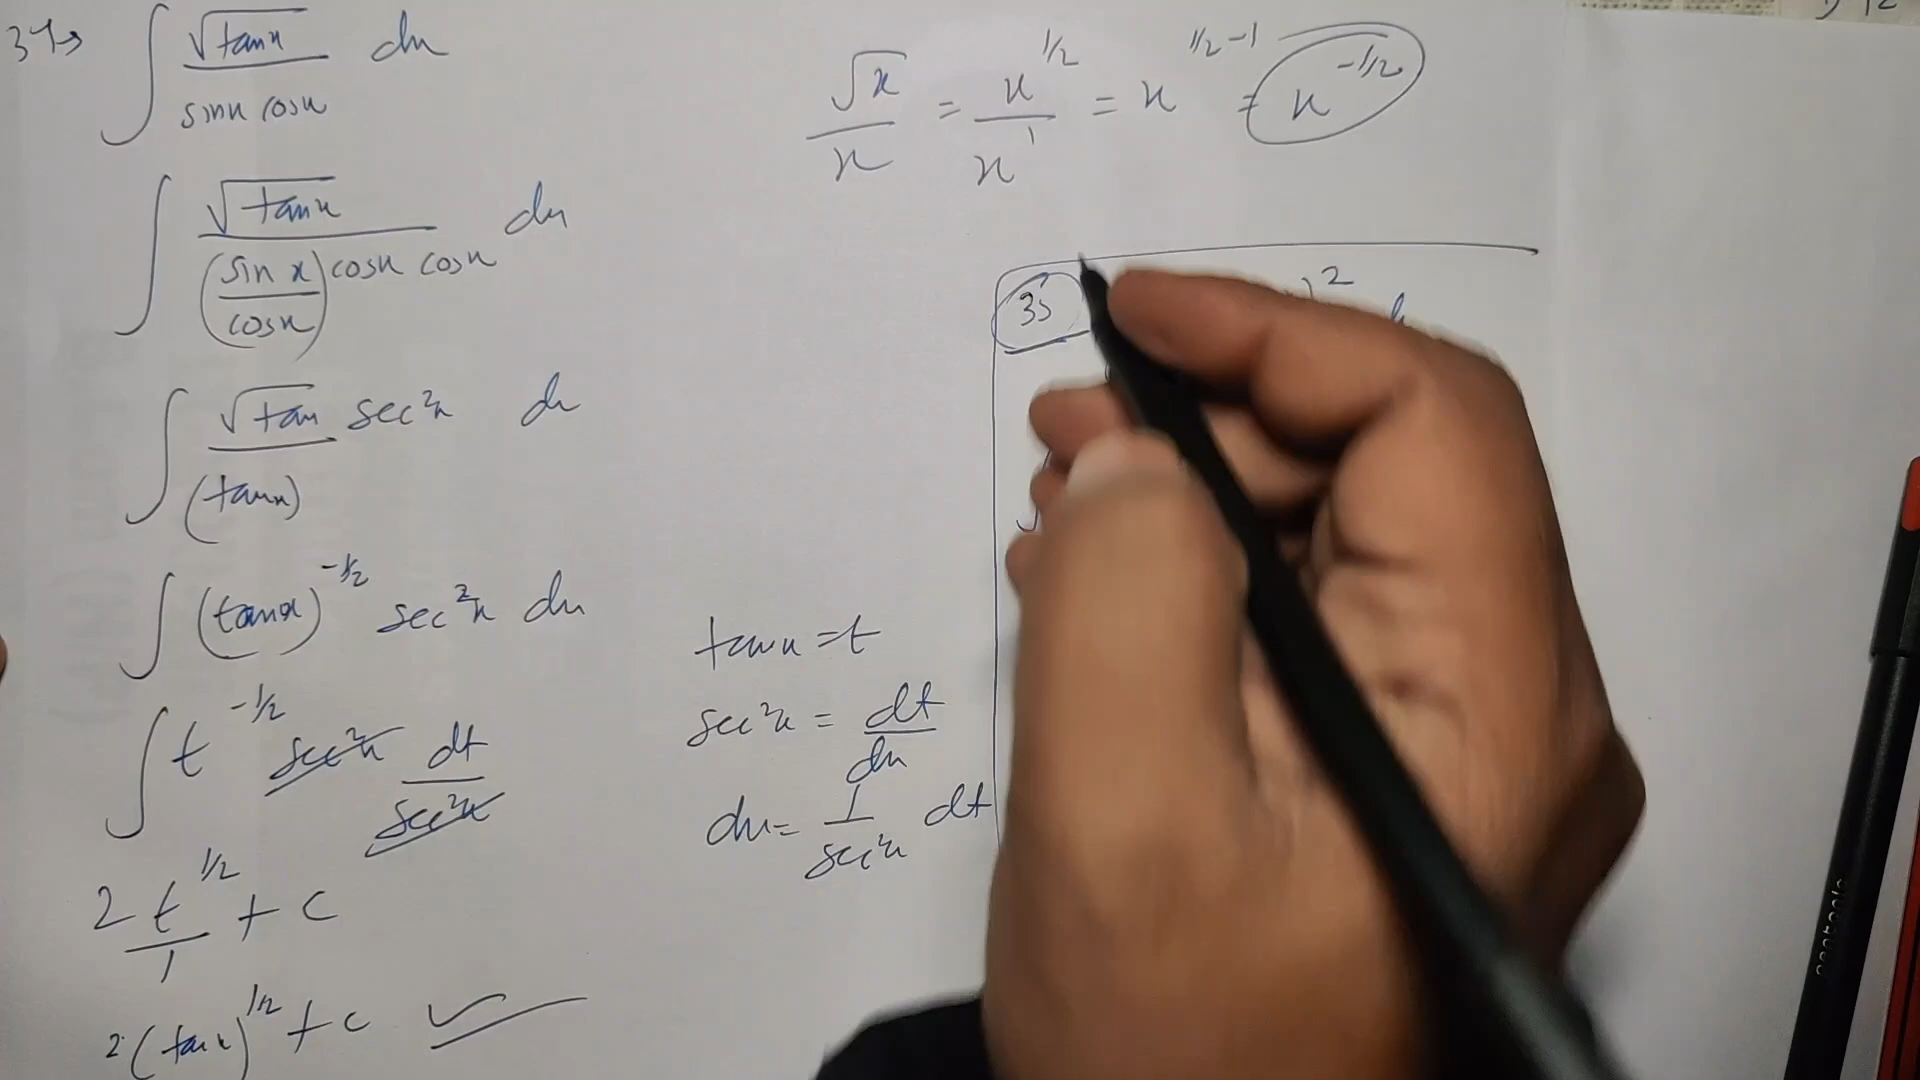 34→ ∫ √tanx / sinx cosx dx
∫ √tanx / (sin x / cosx) cosx cosx dx
∫ √tan / (tanx) sec²x dx
∫ (tanx)^-1/2 sec²x dx
∫ t^-1/2 sec²x dt / sec²x
2 t^1/2 / 1 + c
2 (tanx)^1/2 + c
√x / x = x^1/2 / x^1 = x^1/2-1 = x^-1/2
tanx = t
sec²x = dt / dx
dx = 1 / sec²x dt
35